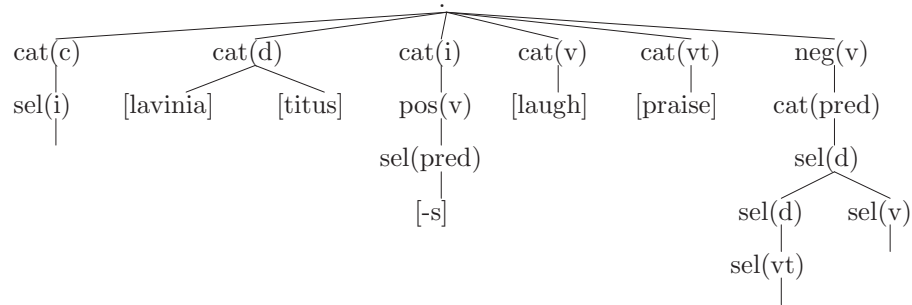 .
cat(c) cat(d) cat(i) cat(v) cat(vt) neg(v)
sel(i) [lavinia] [titus] pos(v) [laugh] [praise] cat(pred)
sel(pred) sel(d)
[-s] sel(d) sel(v)
sel(vt)